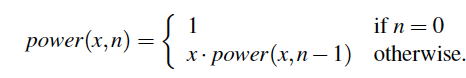 power(x,n) = { 1 if n = 0
x · power(x,n − 1) otherwise.